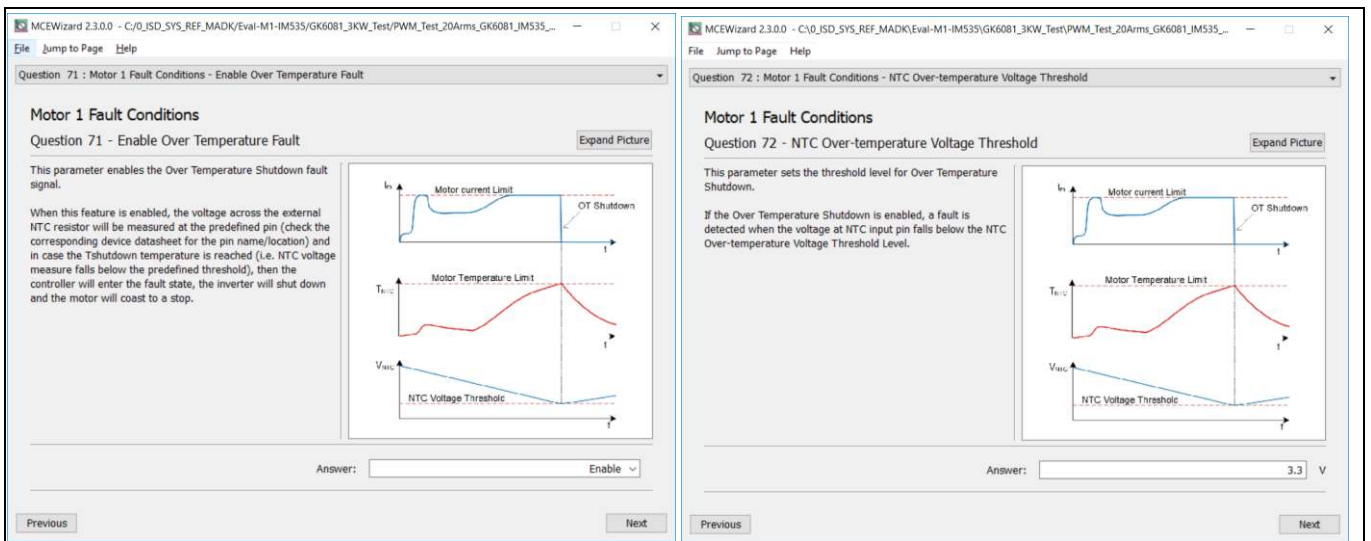 MCEWizard 2.3.0.0 - C:/0_ISD_SYS_REF_MADK/Eval-M1-IM535/GK6081_3KW_Test/PWM_Test_20Arms_GK6081_IM535_...
File Jump to Page Help
Question 71 : Motor 1 Fault Conditions - Enable Over Temperature Fault
Motor 1 Fault Conditions
Question 71 - Enable Over Temperature Fault
Expand Picture
This parameter enables the Over Temperature Shutdown fault
signal.
When this feature is enabled, the voltage across the external
NTC resistor will be measured at the predefined pin (check the
corresponding device datasheet for the pin name/location) and
in case the Tshutdown temperature is reached (i.e. NTC voltage
measure falls below the predefined threshold), then the
controller will enter the fault state, the inverter will shut down
and the motor will coast to a stop.
Motor current Limit
OT Shutdown
t
Motor Temperature Limit
TNTC
t
VNTC
NTC Voltage Threshold
t
Answer:
Enable
Previous
Next
MCEWizard 2.3.0.0 - C:\0_ISD_SYS_REF_MADK\Eval-M1-IM535\GK6081_3KW_Test\PWM_Test_20Arms_GK6081_IM535_...
File Jump to Page Help
Question 72 : Motor 1 Fault Conditions - NTC Over-temperature Voltage Threshold
Motor 1 Fault Conditions
Question 72 - NTC Over-temperature Voltage Threshold
Expand Picture
This parameter sets the threshold level for Over Temperature
Shutdown.
If the Over Temperature Shutdown is enabled, a fault is
detected when the voltage at NTC input pin falls below the NTC
Over-temperature Voltage Threshold Level.
Motor current Limit
OT Shutdown
t
Motor Temperature Limit
TNTC
t
VNTC
NTC Voltage Threshold
t
Answer:
3.3 V
Previous
Next